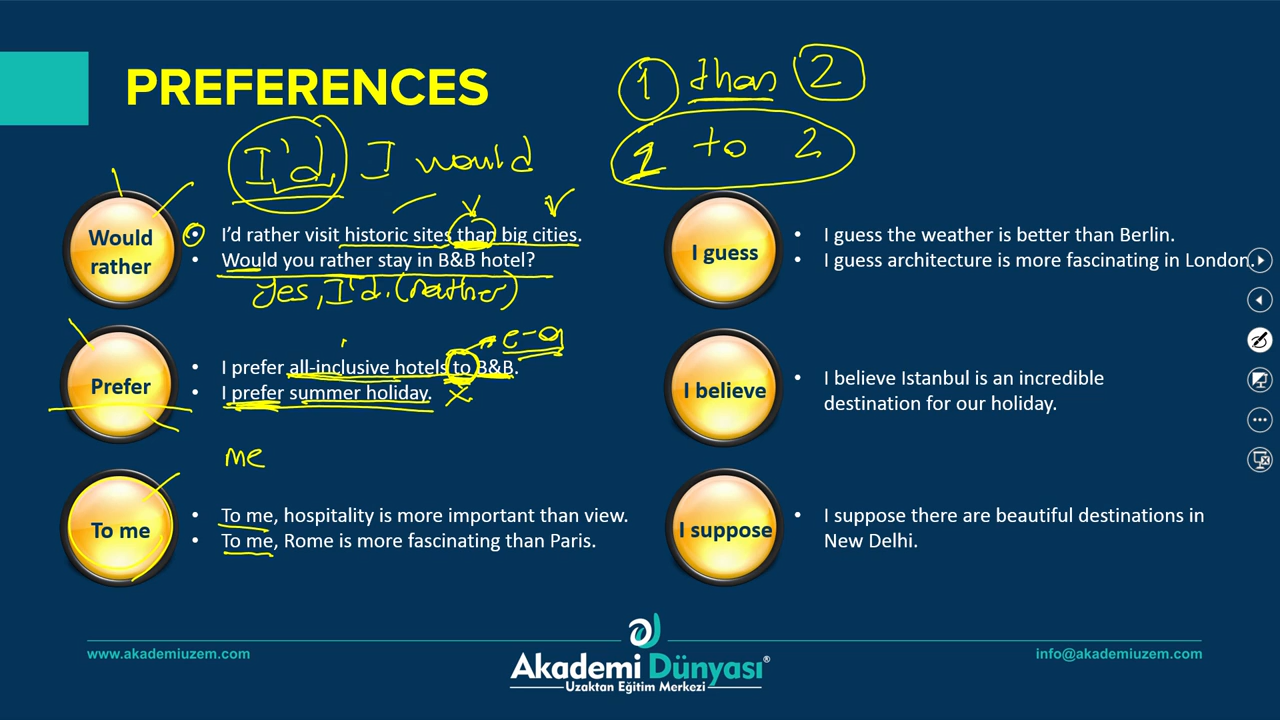 PREFERENCES
1 than 2
1 to 2
I'd, I would
Would
rather
• I'd rather visit historic sites than big cities.
• Would you rather stay in B&B hotel?
Yes, I'd. (rather)
Prefer
e-a
• I prefer all-inclusive hotels to B&B.
• I prefer summer holiday.
me
To me
• To me, hospitality is more important than view.
• To me, Rome is more fascinating than Paris.
I guess
• I guess the weather is better than Berlin.
• I guess architecture is more fascinating in London.
I believe
• I believe Istanbul is an incredible
destination for our holiday.
I suppose
• I suppose there are beautiful destinations in
New Delhi.
www.akademiuzem.com
Akademi Dünyası®
Uzaktan Eğitim Merkezi
info@akademiuzem.com